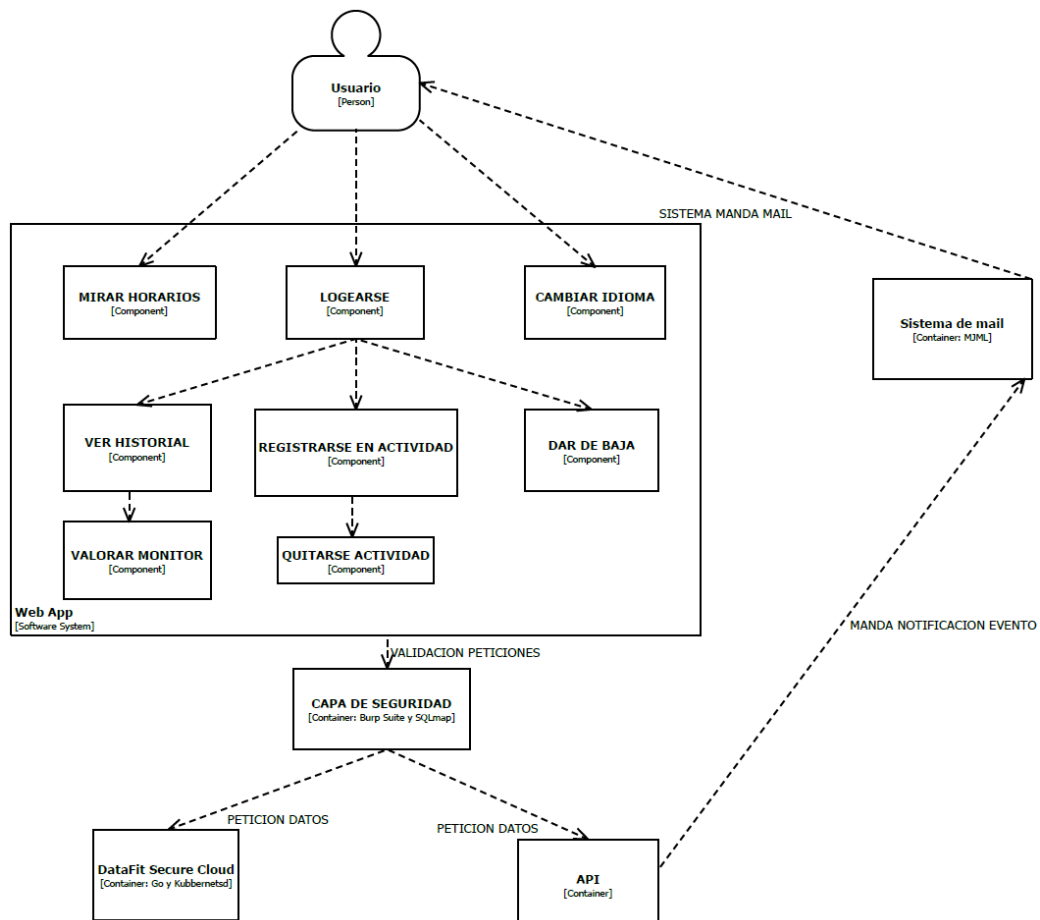 Usuario
[Person]
SISTEMA MANDA MAIL
MIRAR HORARIOS
[Component]
LOGEARSE
[Component]
CAMBIAR IDIOMA
[Component]
Sistema de mail
[Container: MJML]
VER HISTORIAL
[Component]
REGISTRARSE EN ACTIVIDAD
[Component]
DAR DE BAJA
[Component]
VALORAR MONITOR
[Component]
QUITARSE ACTIVIDAD
[Component]
Web App
[Software System]
MANDA NOTIFICACION EVENTO
VALIDACION PETICIONES
CAPA DE SEGURIDAD
[Container: Burp Suite y SQLmap]
PETICION DATOS
PETICION DATOS
DataFit Secure Cloud
[Container: Go y Kubbernetsd]
API
[Container]